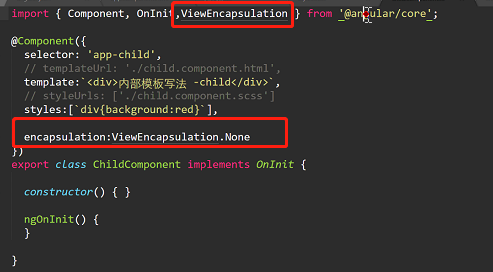 import { Component, OnInit,ViewEncapsulation } from '@angular/core';
@Component({
selector: 'app-child',
// templateUrl: './child.component.html',
template:`<div>内部模板写法 -child</div>`,
// styleUrls: ['./child.component.scss']
styles:[`div{background:red}`],
encapsulation:ViewEncapsulation.None
})
export class ChildComponent implements OnInit {
constructor() { }
ngOnInit() {
}
}